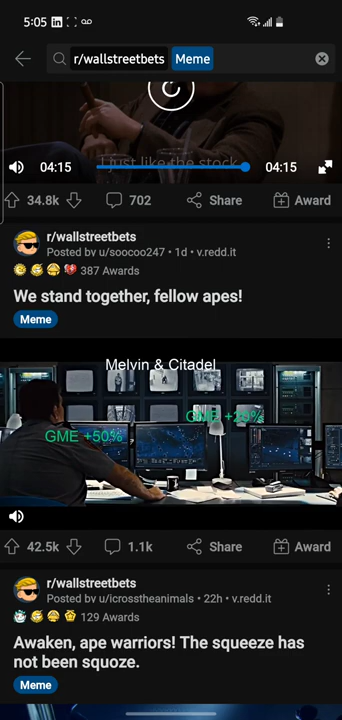 5:05
r/wallstreetbets Meme
I just like the stock
04:15 04:15
34.8k 702 Share Award
r/wallstreetbets
Posted by u/soocoo247 • 1d • v.redd.it
387 Awards
We stand together, fellow apes!
Meme
Melvin & Citadel
GME +20%
GME +50%
42.5k 1.1k Share Award
r/wallstreetbets
Posted by u/icrosstheanimals • 22h • v.redd.it
129 Awards
Awaken, ape warriors! The squeeze has
not been squoze.
Meme